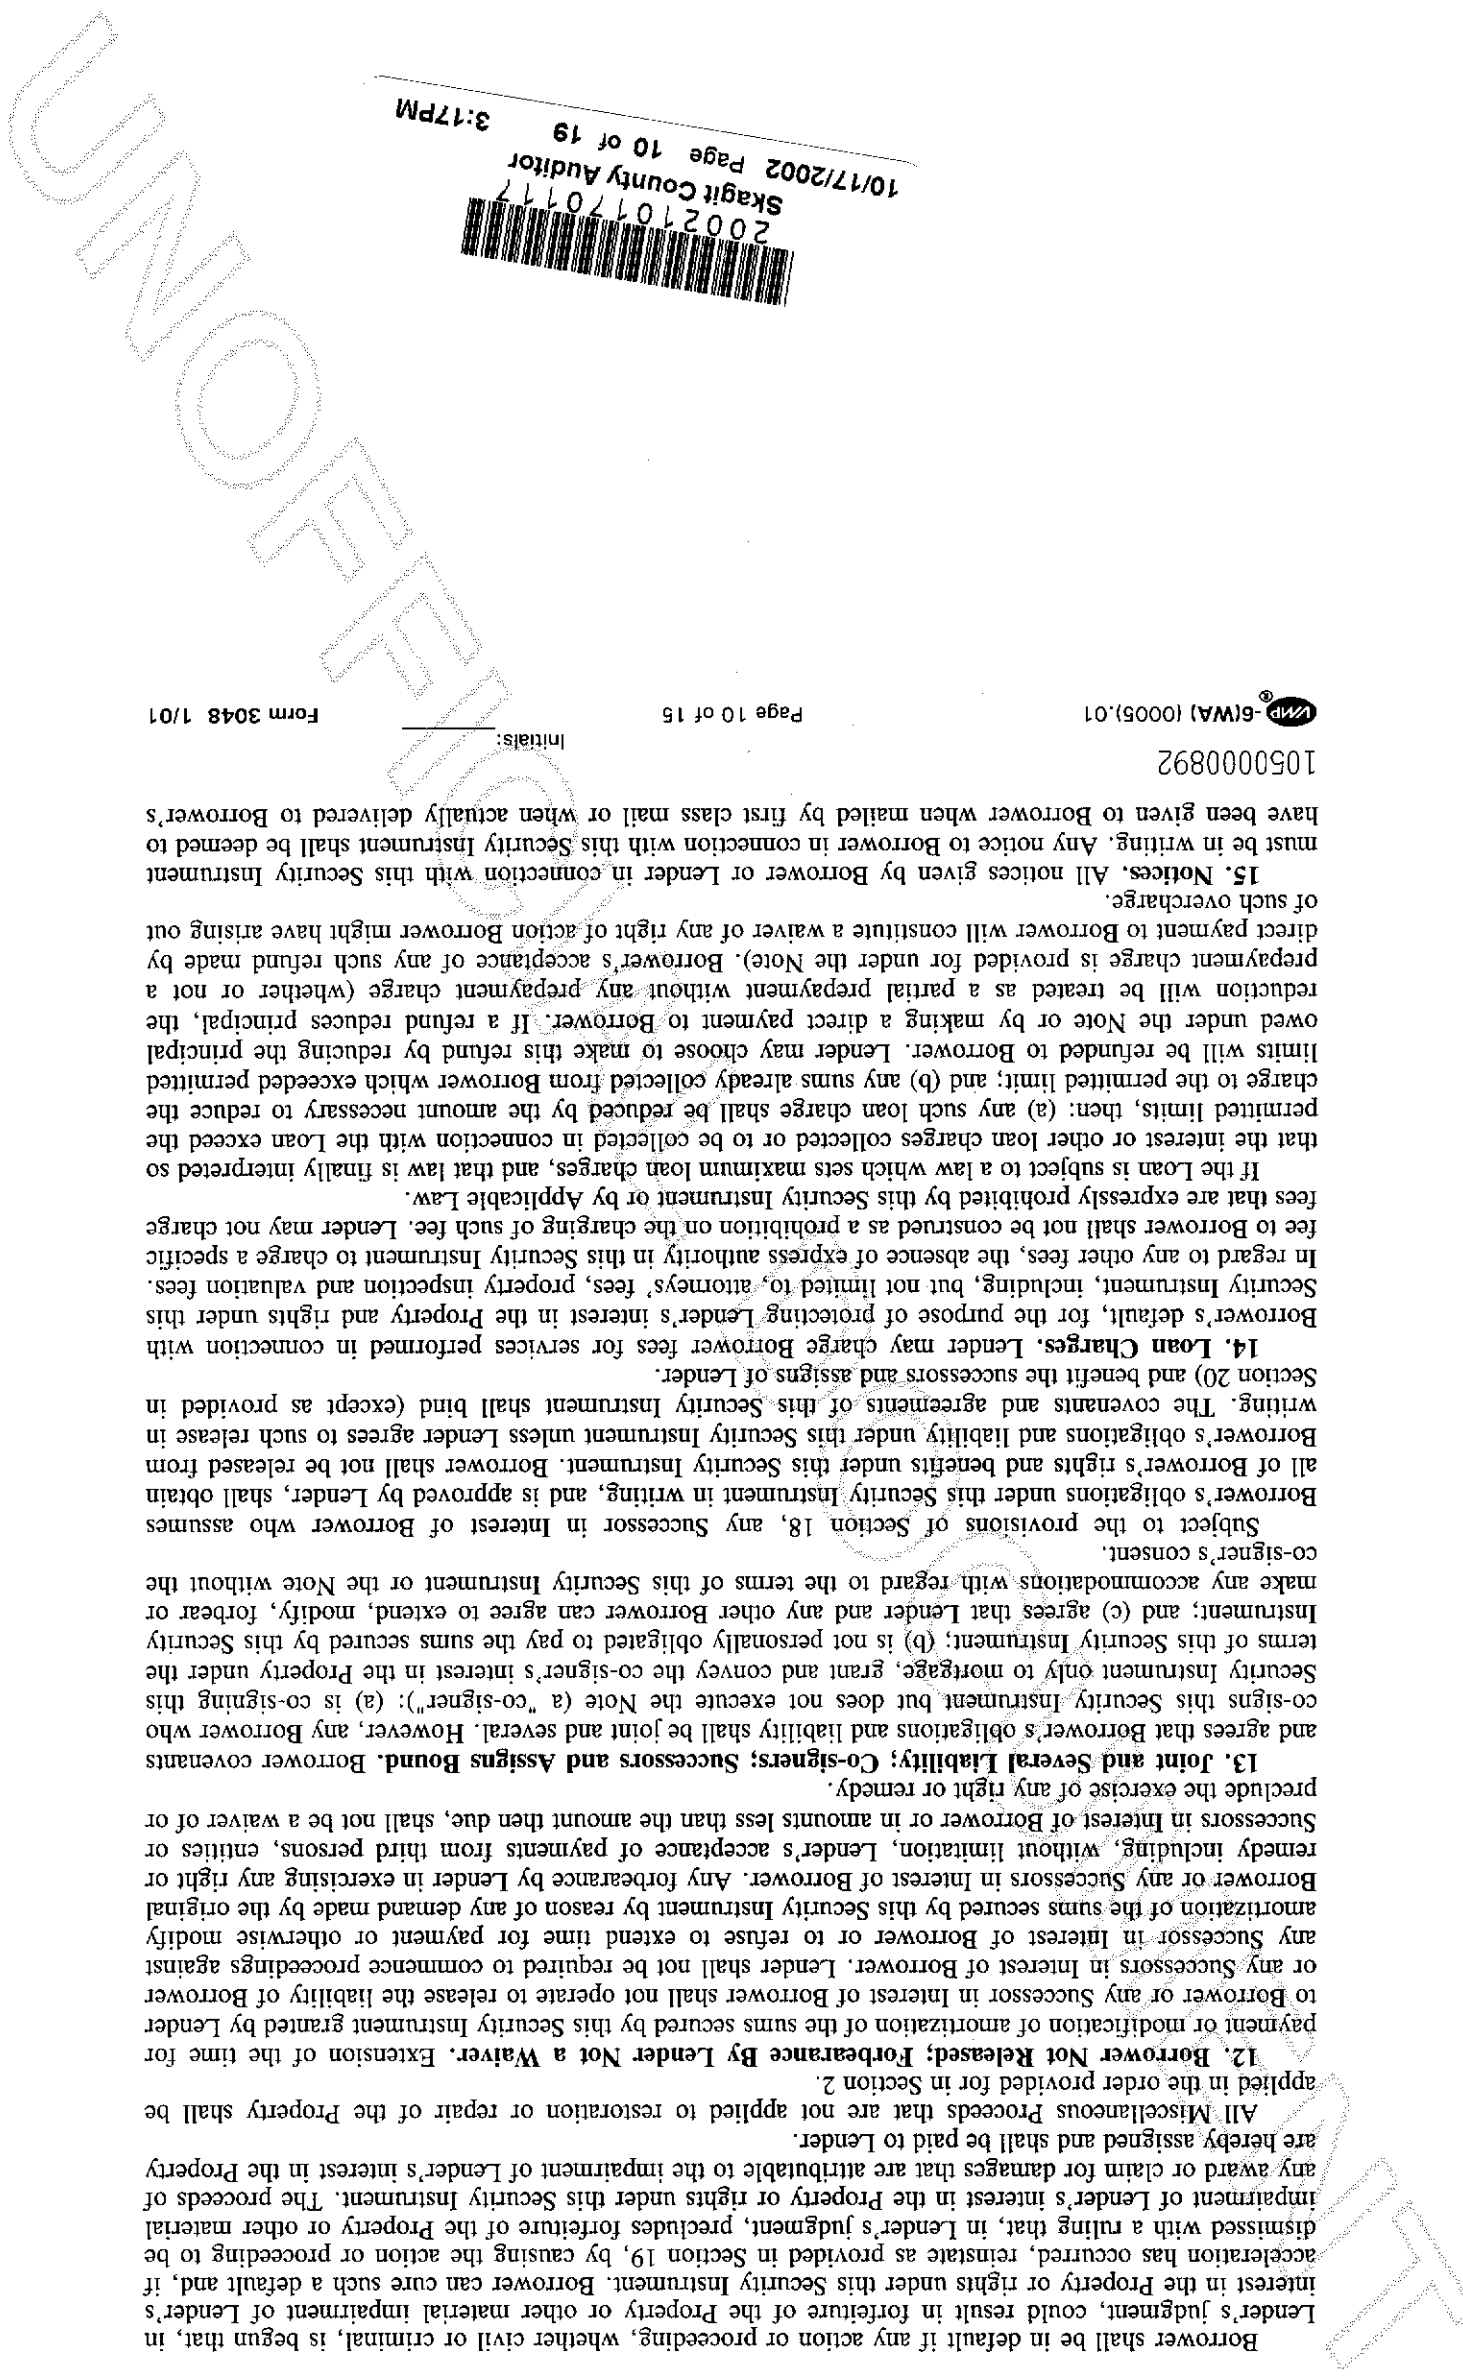 Borrower shall be in default if any action or proceeding, whether civil or criminal, is begun that, in
Lender's judgment, could result in forfeiture of the Property or other material impairment of Lender's
interest in the Property or rights under this Security Instrument. Borrower can cure such a default and, if
acceleration has occurred, reinstate as provided in Section 19, by causing the action or proceeding to be
dismissed with a ruling that, in Lender's judgment, precludes forfeiture of the Property or other material
impairment of Lender's interest in the Property or rights under this Security Instrument. The proceeds of
any award or claim for damages that are attributable to the impairment of Lender's interest in the Property
are hereby assigned and shall be paid to Lender.
All Miscellaneous Proceeds that are not applied to restoration or repair of the Property shall be
applied in the order provided for in Section 2.
12. Borrower Not Released; Forbearance By Lender Not a Waiver. Extension of the time for
payment or modification of amortization of the sums secured by this Security Instrument granted by Lender
to Borrower or any Successor in Interest of Borrower shall not operate to release the liability of Borrower
or any Successors in Interest of Borrower. Lender shall not be required to commence proceedings against
any Successor in Interest of Borrower or to refuse to extend time for payment or otherwise modify
amortization of the sums secured by this Security Instrument by reason of any demand made by the original
Borrower or any Successors in Interest of Borrower. Any forbearance by Lender in exercising any right or
remedy including, without limitation, Lender's acceptance of payments from third persons, entities or
Successors in Interest of Borrower or in amounts less than the amount then due, shall not be a waiver of or
preclude the exercise of any right or remedy.
13. Joint and Several Liability; Co-signers; Successors and Assigns Bound. Borrower covenants
and agrees that Borrower's obligations and liability shall be joint and several. However, any Borrower who
co-signs this Security Instrument but does not execute the Note (a "co-signer"): (a) is co-signing this
Security Instrument only to mortgage, grant and convey the co-signer's interest in the Property under the
terms of this Security Instrument; (b) is not personally obligated to pay the sums secured by this Security
Instrument; and (c) agrees that Lender and any other Borrower can agree to extend, modify, forbear or
make any accommodations with regard to the terms of this Security Instrument or the Note without the
co-signer's consent.
Subject to the provisions of Section 18, any Successor in Interest of Borrower who assumes
Borrower's obligations under this Security Instrument in writing, and is approved by Lender, shall obtain
all of Borrower's rights and benefits under this Security Instrument. Borrower shall not be released from
Borrower's obligations and liability under this Security Instrument unless Lender agrees to such release in
writing. The covenants and agreements of this Security Instrument shall bind (except as provided in
Section 20) and benefit the successors and assigns of Lender.
14. Loan Charges. Lender may charge Borrower fees for services performed in connection with
Borrower's default, for the purpose of protecting Lender's interest in the Property and rights under this
Security Instrument, including, but not limited to, attorneys' fees, property inspection and valuation fees.
In regard to any other fees, the absence of express authority in this Security Instrument to charge a specific
fee to Borrower shall not be construed as a prohibition on the charging of such fee. Lender may not charge
fees that are expressly prohibited by this Security Instrument or by Applicable Law.
If the Loan is subject to a law which sets maximum loan charges, and that law is finally interpreted so
that the interest or other loan charges collected or to be collected in connection with the Loan exceed the
permitted limits, then: (a) any such loan charge shall be reduced by the amount necessary to reduce the
charge to the permitted limit; and (b) any sums already collected from Borrower which exceeded permitted
limits will be refunded to Borrower. Lender may choose to make this refund by reducing the principal
owed under the Note or by making a direct payment to Borrower. If a refund reduces principal, the
reduction will be treated as a partial prepayment without any prepayment charge (whether or not a
prepayment charge is provided for under the Note). Borrower's acceptance of any such refund made by
direct payment to Borrower will constitute a waiver of any right of action Borrower might have arising out
of such overcharge.
15. Notices. All notices given by Borrower or Lender in connection with this Security Instrument
must be in writing. Any notice to Borrower in connection with this Security Instrument shall be deemed to
have been given to Borrower when mailed by first class mail or when actually delivered to Borrower's
1050000892
Initials:
VMP®-6(WA) (0005).01 Page 10 of 15 Form 3048 1/01
200210170117
Skagit County Auditor
10/17/2002 Page 10 of 19 3:17PM
UNOFFICIAL DOCUMENT